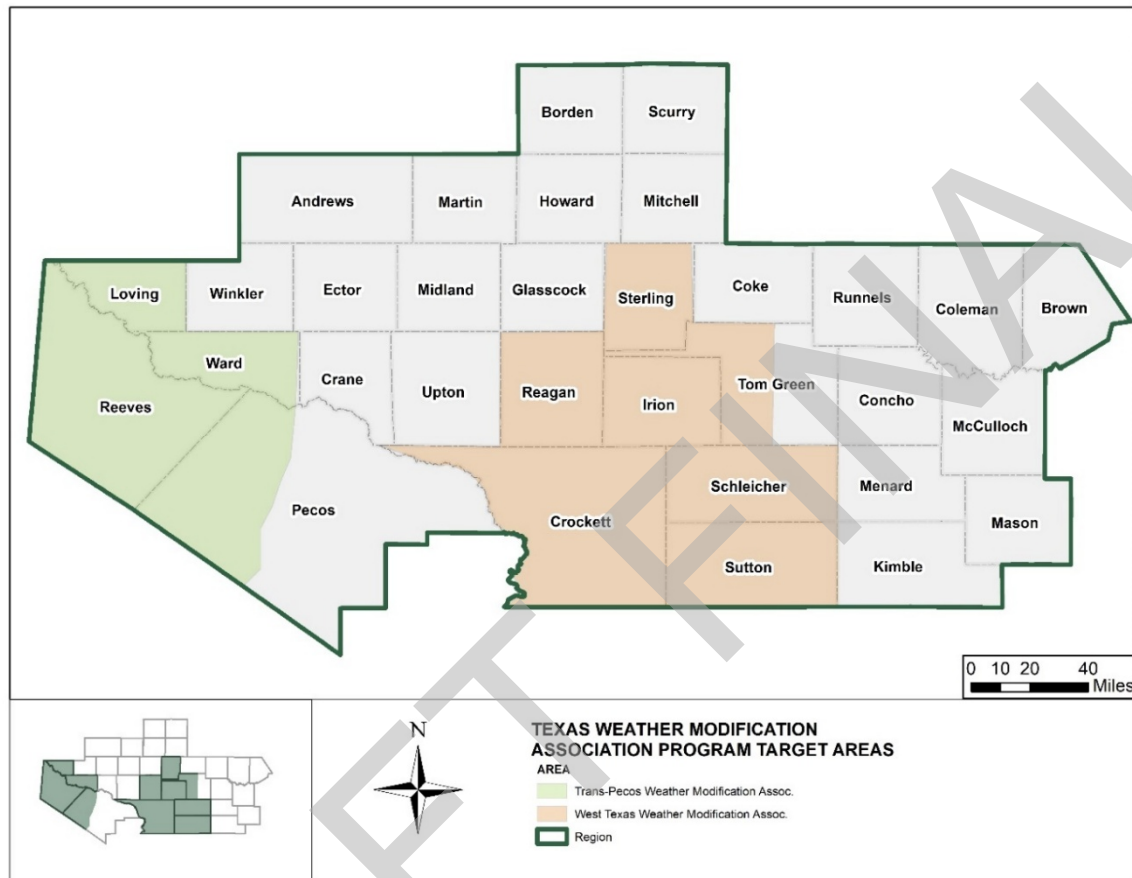 Borden
Scurry
Andrews
Martin
Howard
Mitchell
Loving
Winkler
Ector
Midland
Glasscock
Sterling
Coke
Runnels
Coleman
Brown
Ward
Reeves
Crane
Upton
Reagan
Irion
Tom Green
Concho
McCulloch
Pecos
Crockett
Schleicher
Menard
Mason
Sutton
Kimble
0 10 20 40
Miles
N
TEXAS WEATHER MODIFICATION
ASSOCIATION PROGRAM TARGET AREAS
AREA
Trans-Pecos Weather Modification Assoc.
West Texas Weather Modification Assoc.
Region